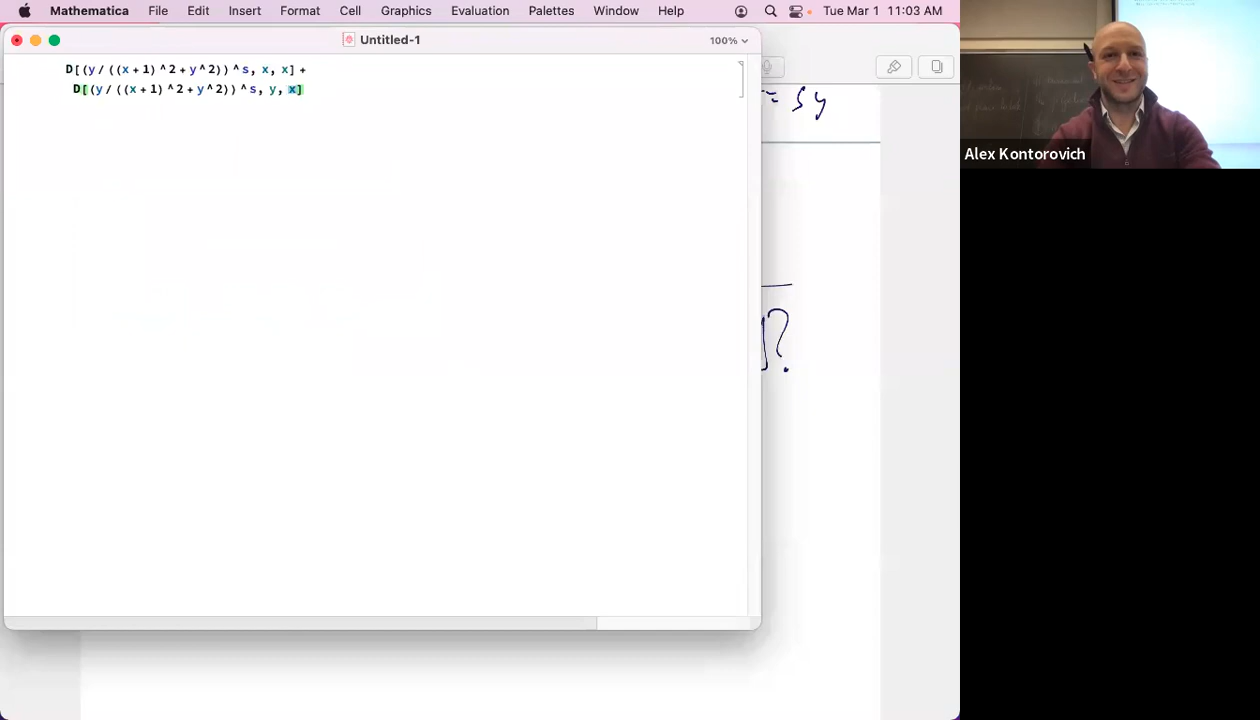 Mathematica File Edit Insert Format Cell Graphics Evaluation Palettes Window Help Tue Mar 1 11:03 AM
Untitled-1
100%
D[(y/((x+1)^2+y^2))^s, x, x]+
D[(y/((x+1)^2+y^2))^s, y, x]
= sy
]?
Alex Kontorovich